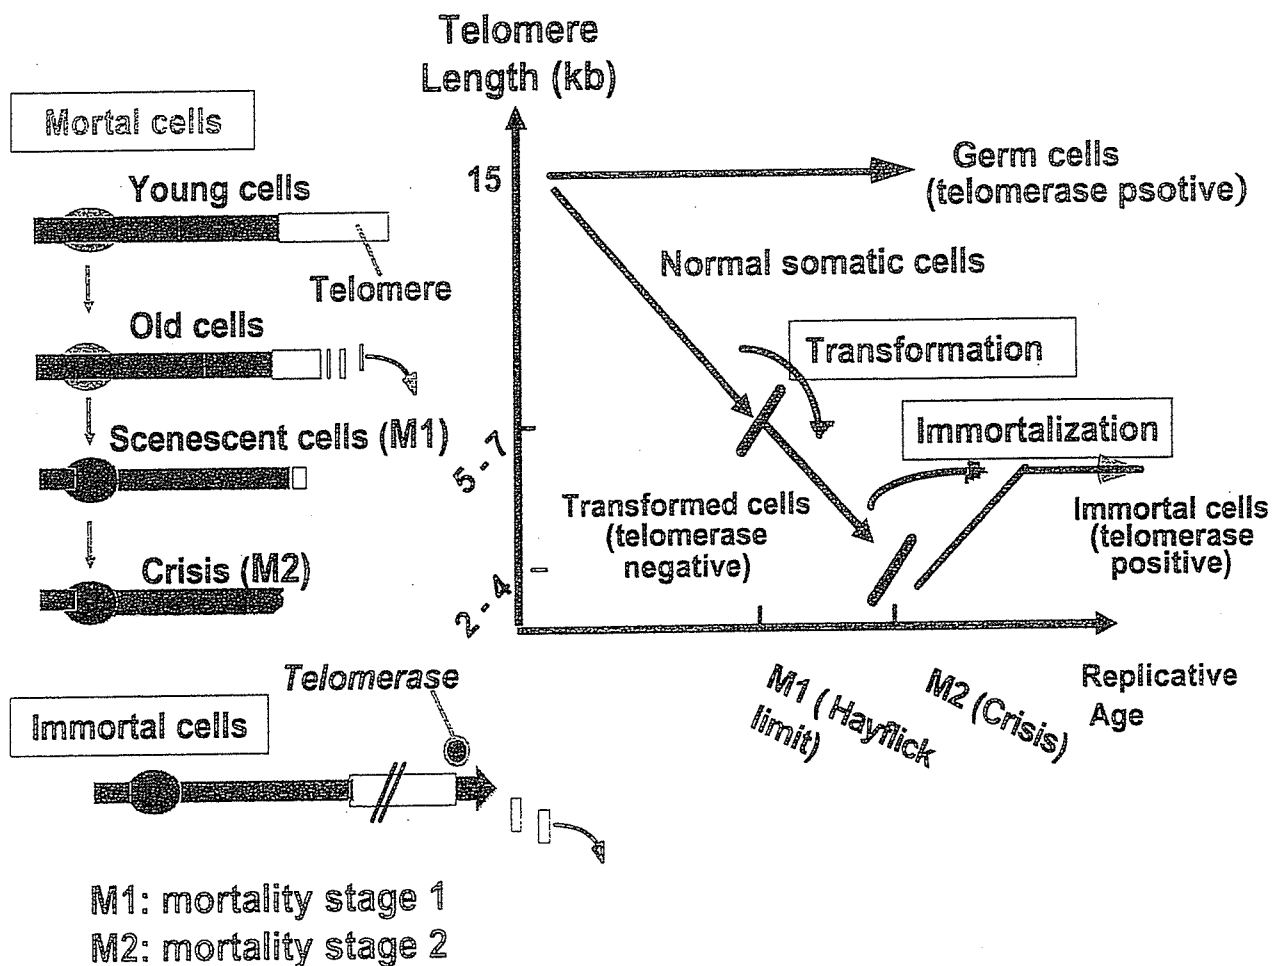 Mortal cells
Young cells
Telomere
Old cells
Scenescent cells (M1)
Crisis (M2)
Telomerase
Immortal cells
M1: mortality stage 1
M2: mortality stage 2
Telomere
Length (kb)
15
5 - 7
2 - 4
Germ cells
(telomerase psotive)
Normal somatic cells
Transformation
Immortalization
Transformed cells
(telomerase
negative)
Immortal cells
(telomerase
positive)
M1 ( Hayflick
limit)
M2 (Crisis)
Replicative
Age